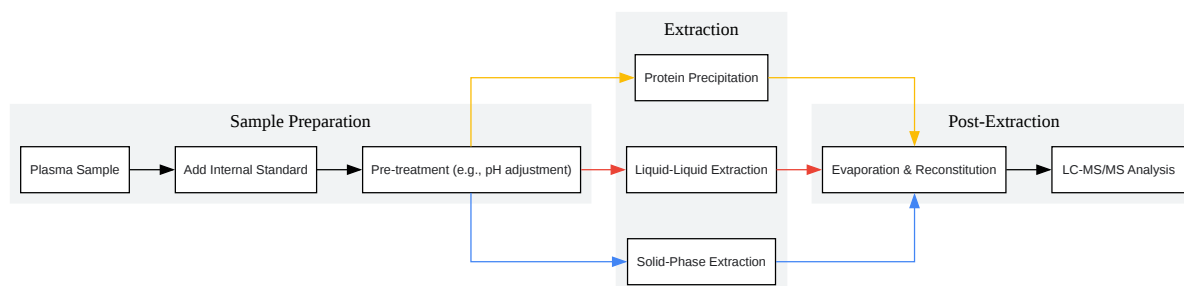 Extraction
Protein Precipitation
Sample Preparation
Post-Extraction
Plasma Sample
Add Internal Standard
Pre-treatment (e.g., pH adjustment)
Liquid-Liquid Extraction
Evaporation & Reconstitution
LC-MS/MS Analysis
Solid-Phase Extraction